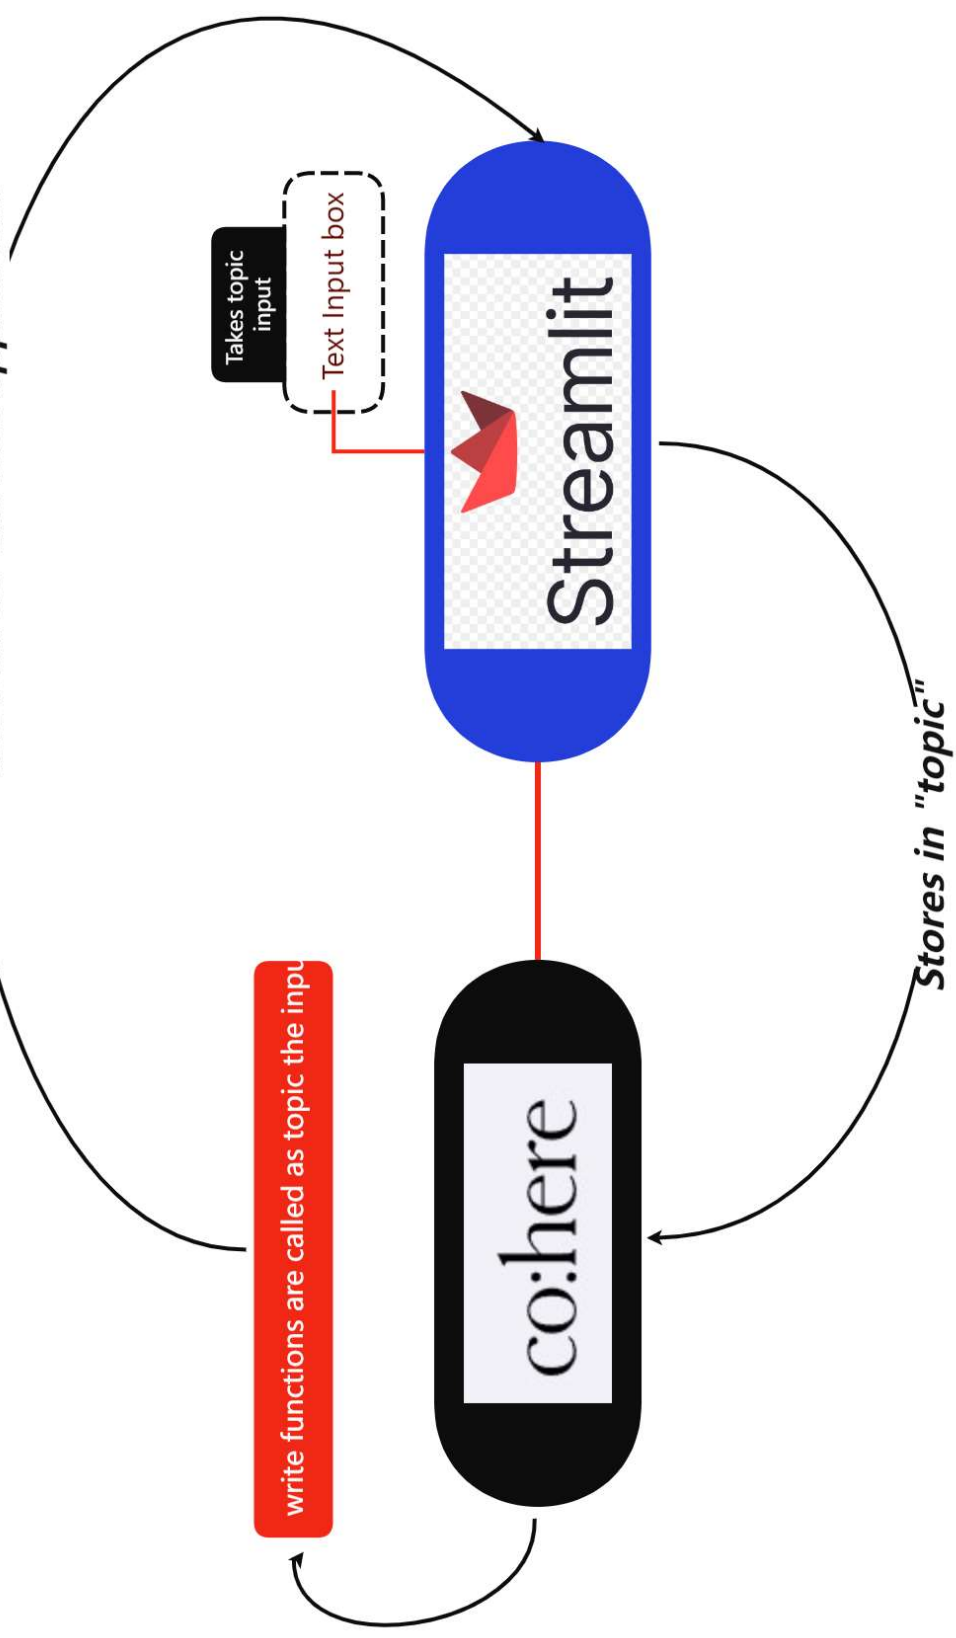 Takes topic
input
Text Input box
Streamlit
Stores in "topic"
co:here
write functions are called as topic the inpu